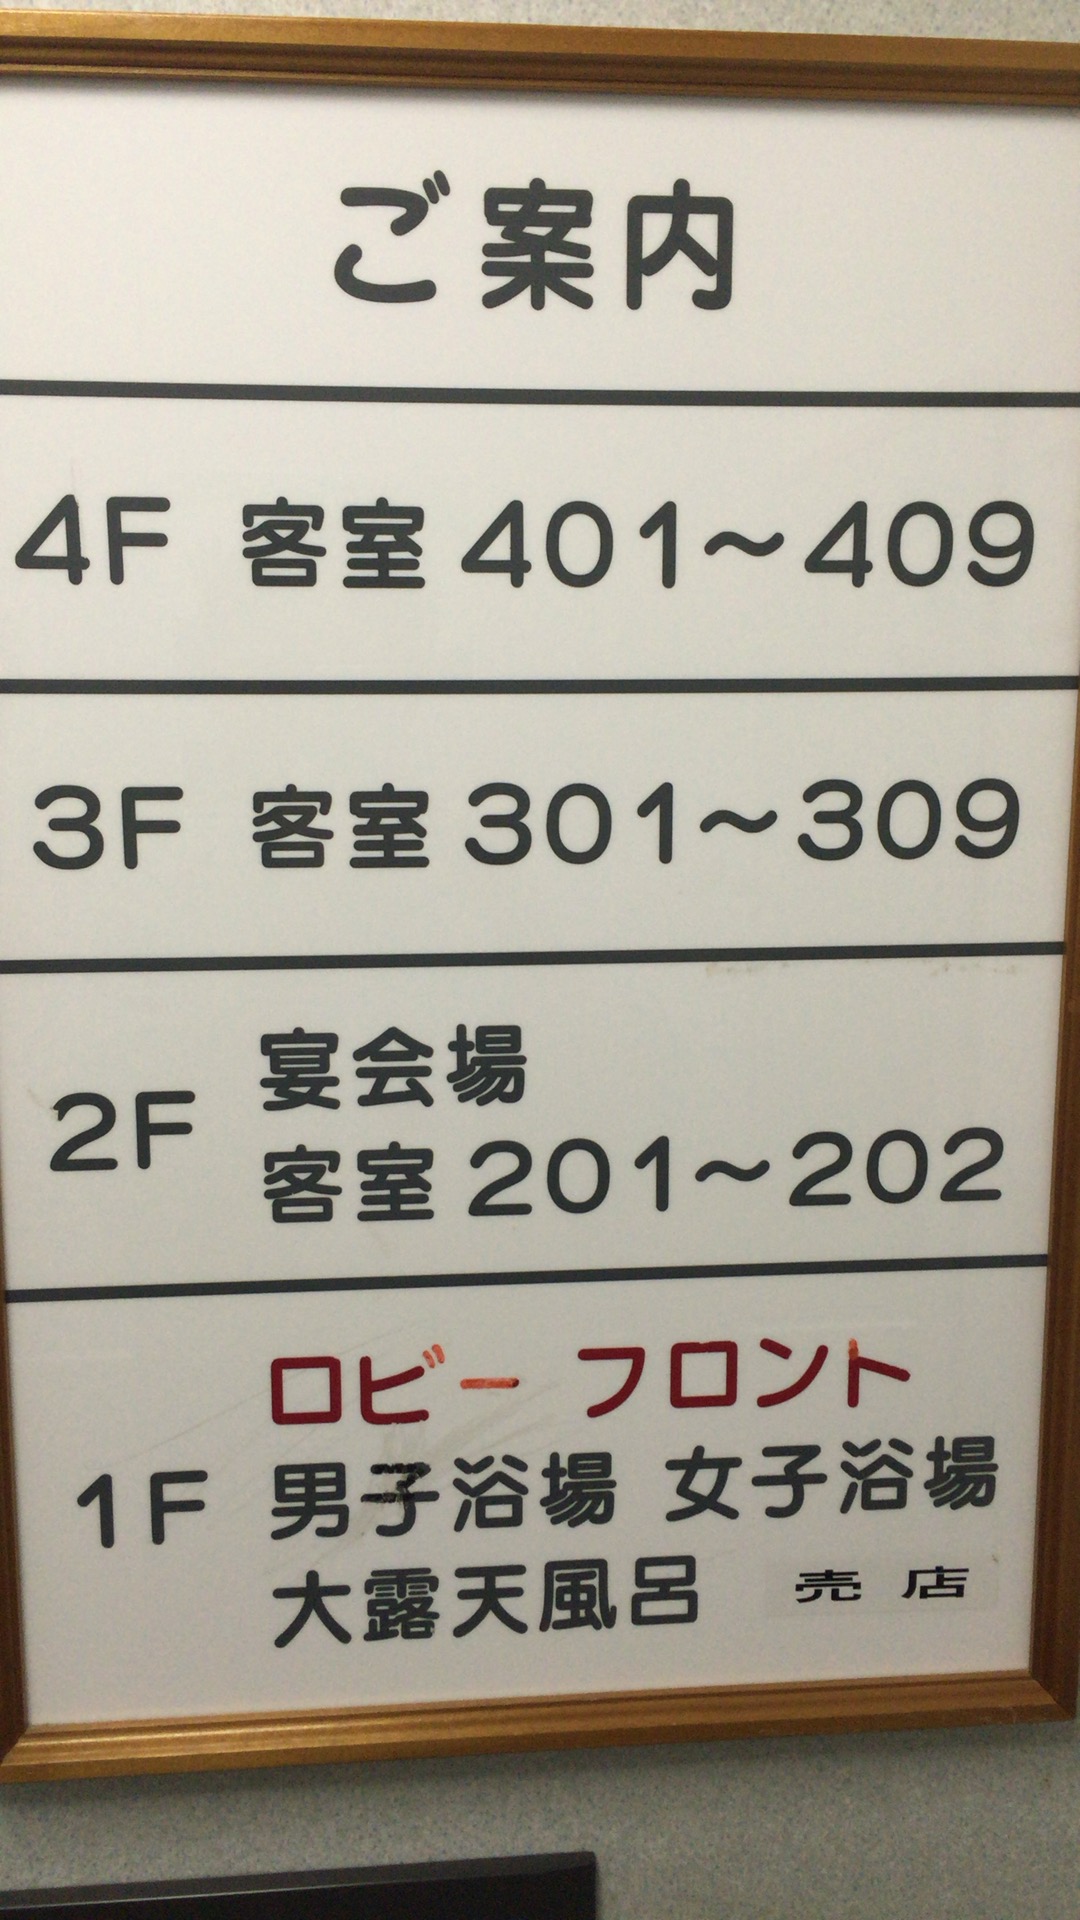 ご案内
4F 客室 401〜409
3F 客室 301〜309
2F 宴会場
客室 201〜202
ロビー フロント
1F 男子浴場 女子浴場
大露天風呂 売店